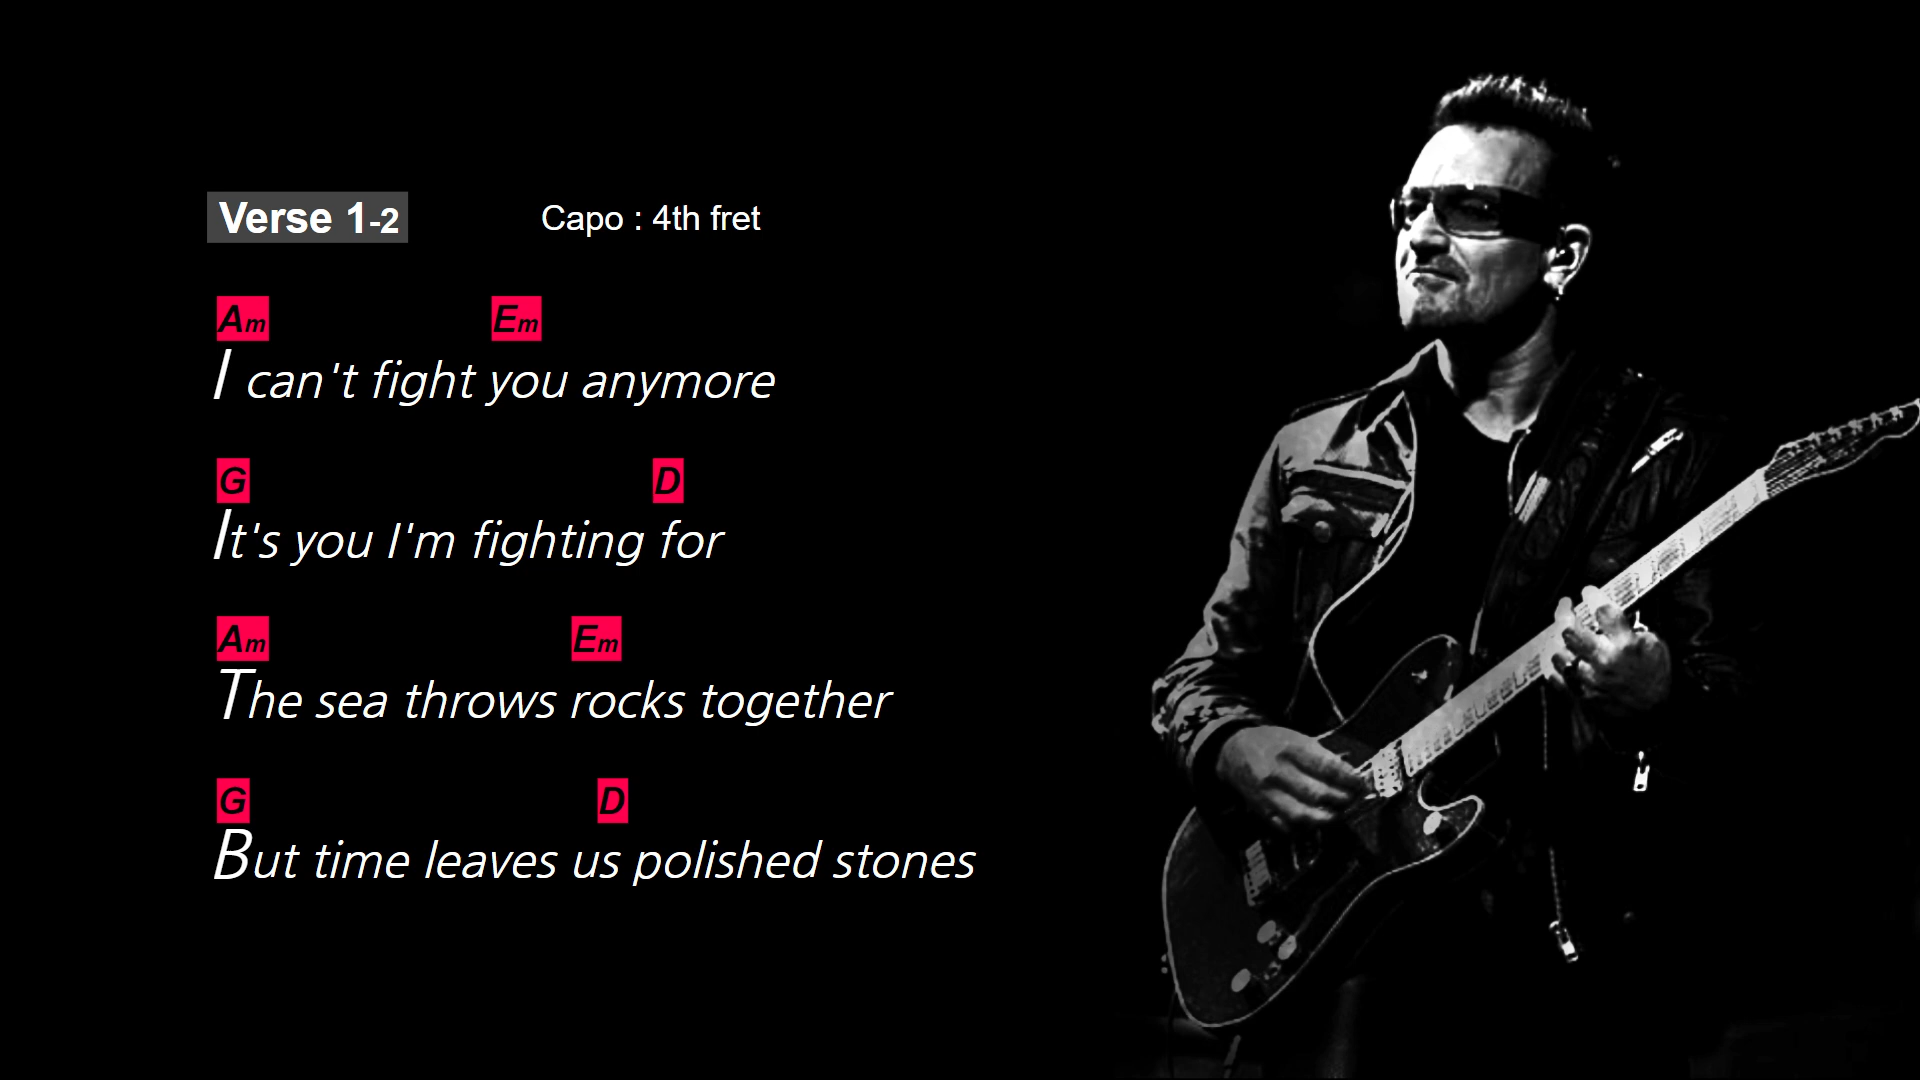 Verse 1-2
Capo : 4th fret
Am Em
I can't fight you anymore
G D
It's you I'm fighting for
Am Em
The sea throws rocks together
G D
But time leaves us polished stones